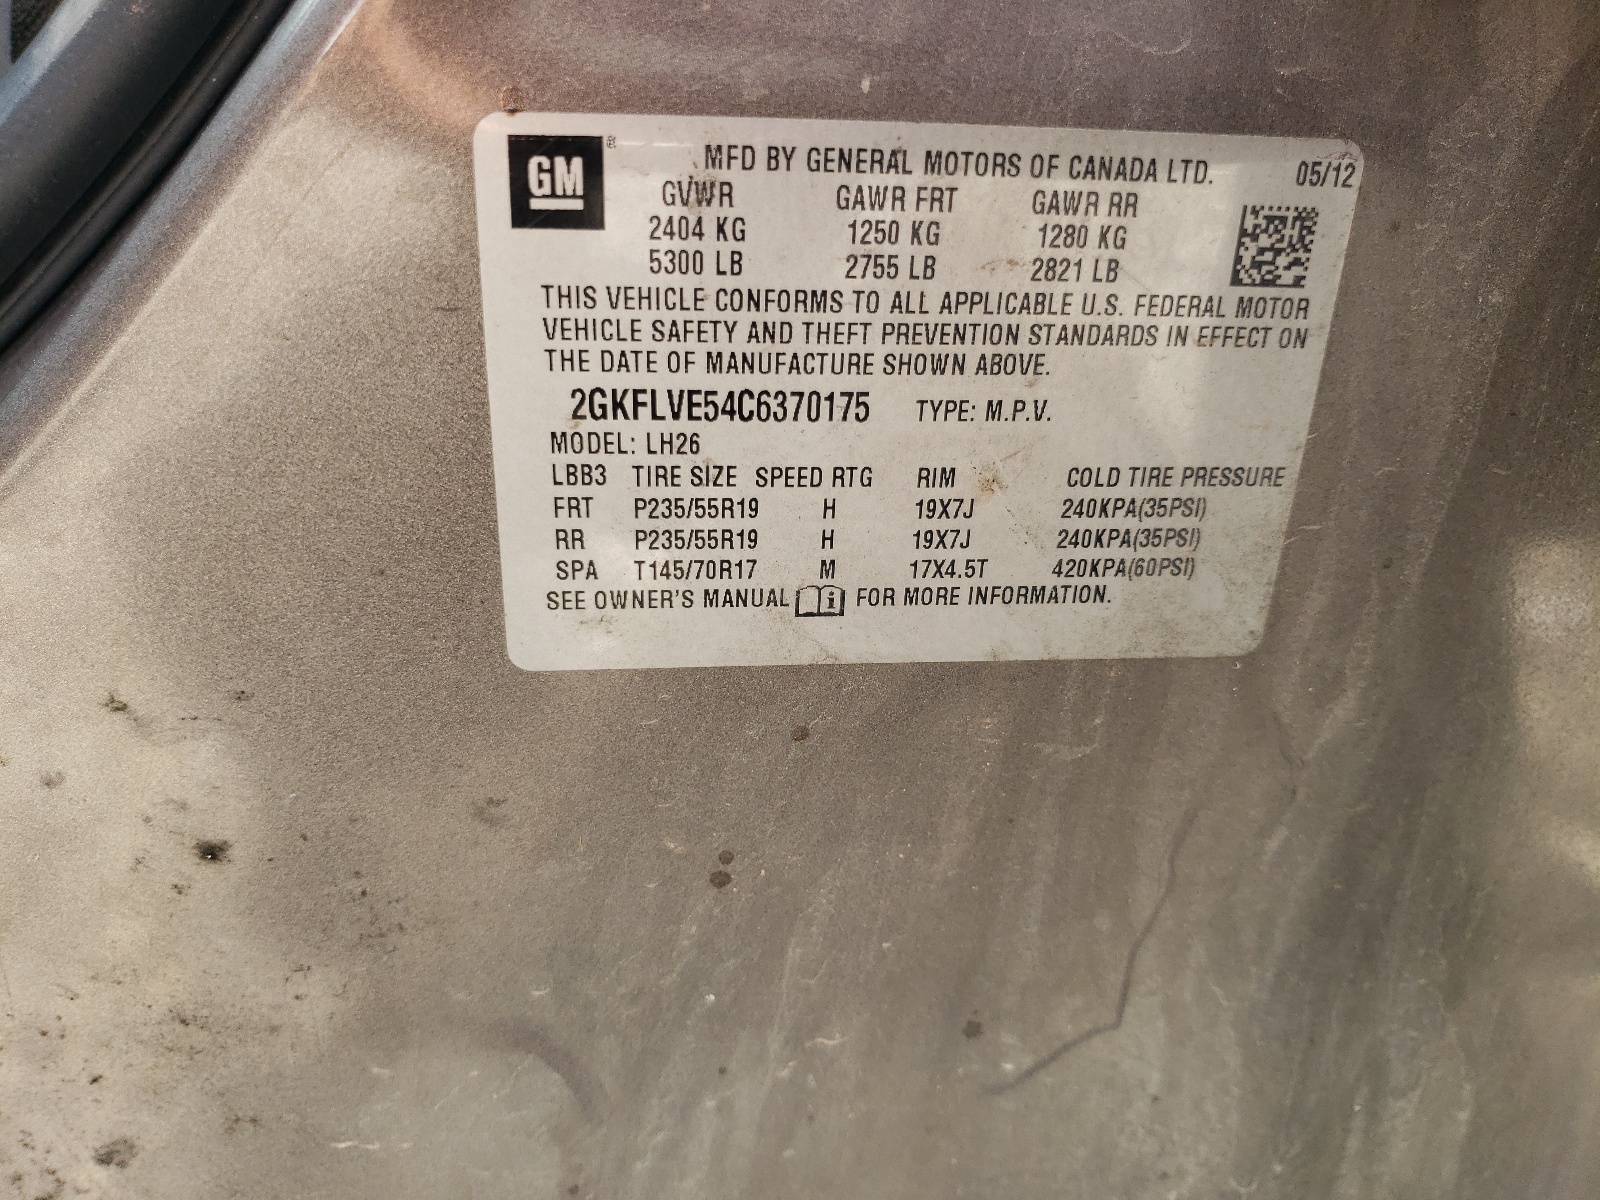 GM ®
MFD BY GENERAL MOTORS OF CANADA LTD. 05/12
GVWR GAWR FRT GAWR RR
2404 KG 1250 KG 1280 KG
5300 LB 2755 LB 2821 LB
THIS VEHICLE CONFORMS TO ALL APPLICABLE U.S. FEDERAL MOTOR
VEHICLE SAFETY AND THEFT PREVENTION STANDARDS IN EFFECT ON
THE DATE OF MANUFACTURE SHOWN ABOVE.
2GKFLVE54C6370175 TYPE: M.P.V.
MODEL: LH26
LBB3 TIRE SIZE SPEED RTG RIM COLD TIRE PRESSURE
FRT P235/55R19 H 19X7J 240KPA(35PSI)
RR P235/55R19 H 19X7J 240KPA(35PSI)
SPA T145/70R17 M 17X4.5T 420KPA(60PSI)
SEE OWNER'S MANUAL i FOR MORE INFORMATION.